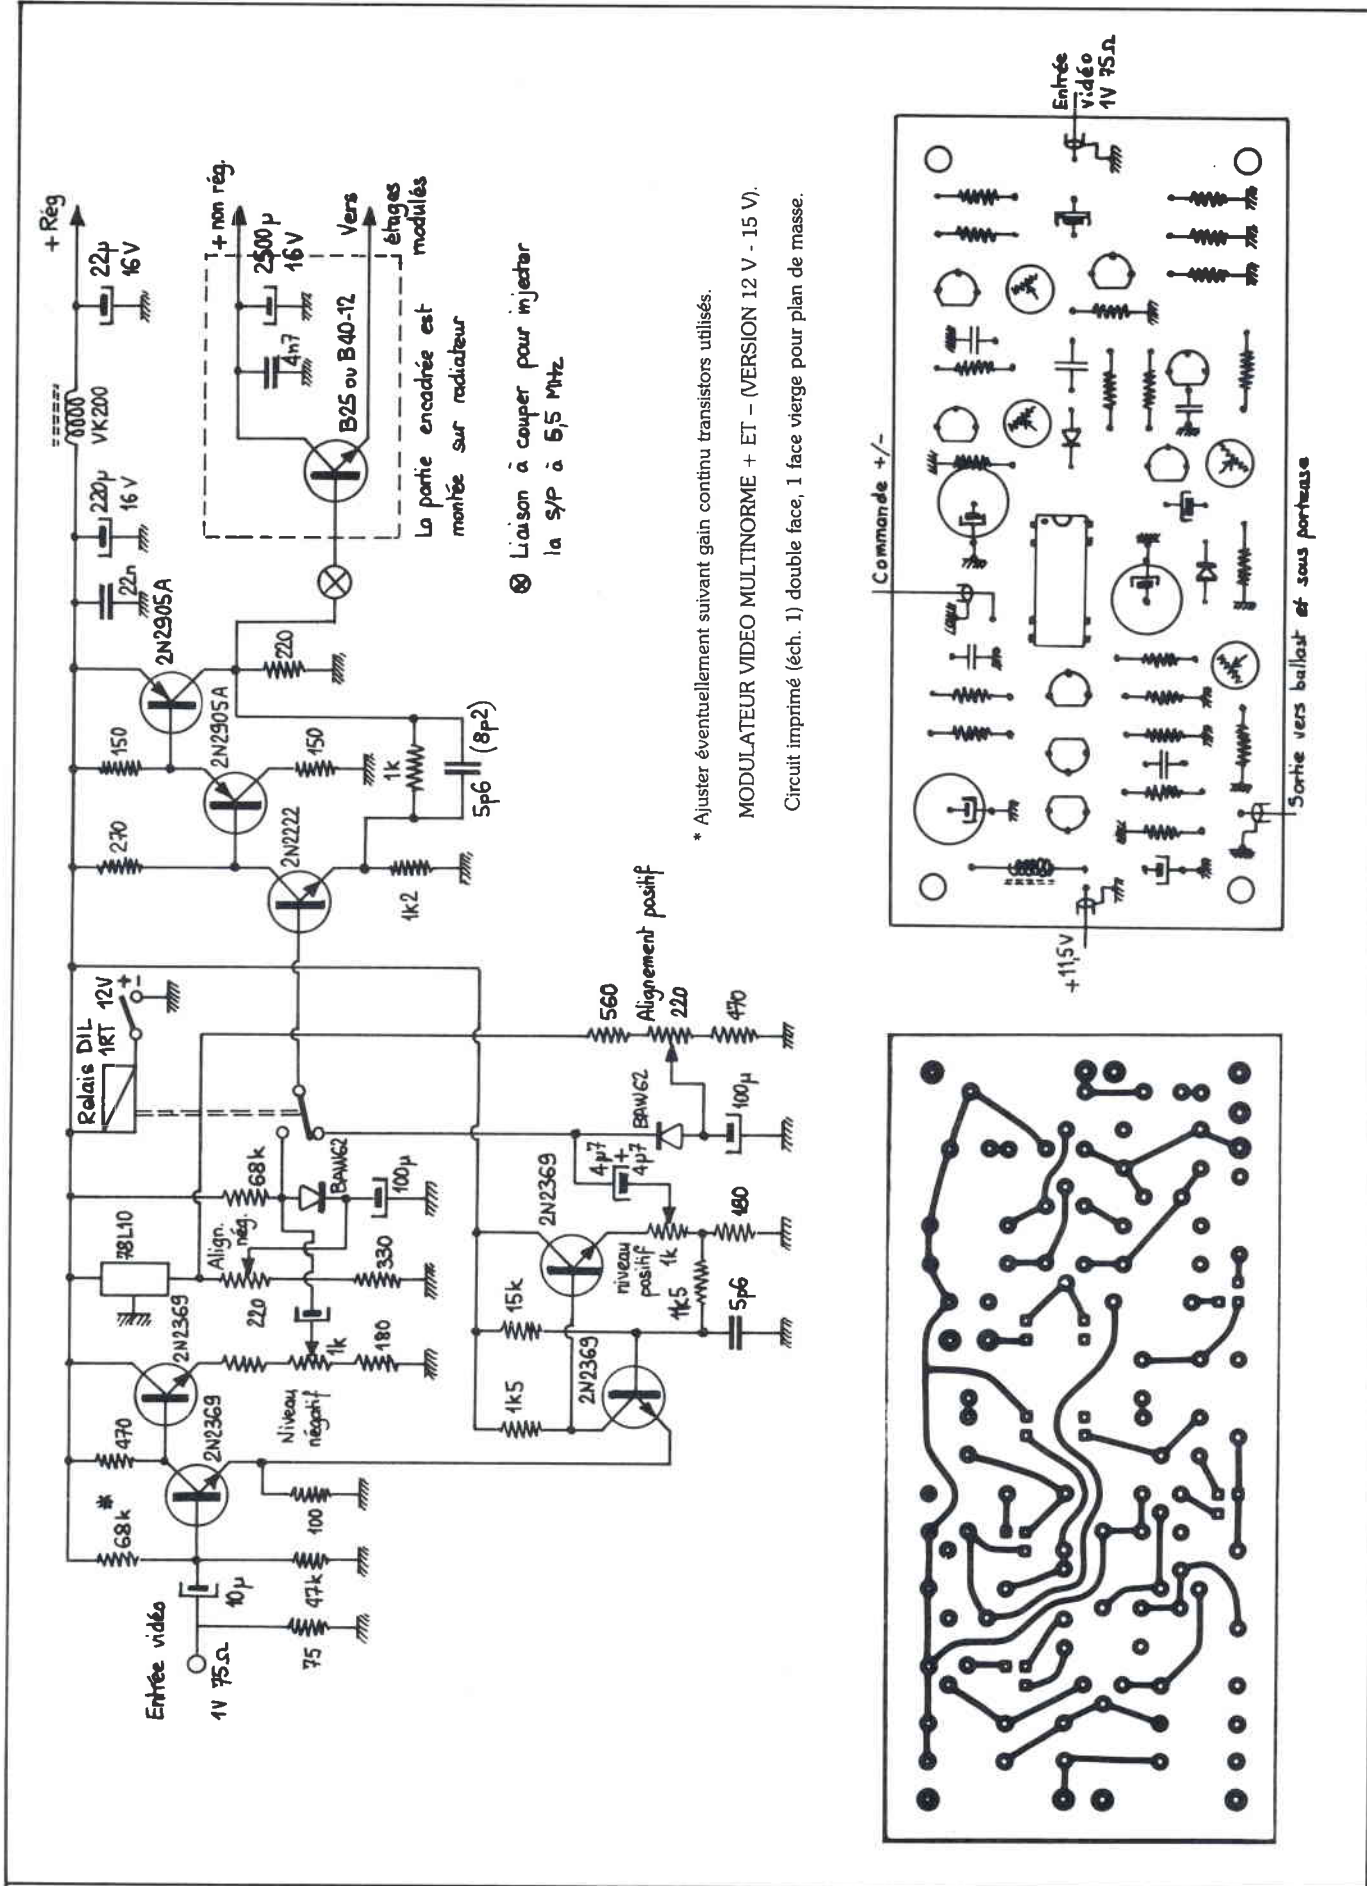 + Rég
22µ
16 V
VK200
220µ
16 V
22n
2N2905A
2N2905A
150
270
220
150
1k
5p6 (8p2)
2N2222
1k2
+ non rég.
2500µ
16 V
4n7
B25 ou B40-12
Vers
étages
modulés
La partie encadrée est
montée sur radiateur
⊗ Liaison à couper pour injecter
la s/p à 5,5 MHz
Relais DIL
1RT
12V
+
-
68k
BAW62
100µ
78L10
Align.
nég.
220
330
2N2369
1k
180
Niveau
négatif
470
2N2369
68k *
100
47k
10µ
75
Entrée vidéo
1V 75Ω
560
Alignement positif
220
470
BAW62
100µ
4µ7
+
4µ7
2N2369
niveau
positif
1k
180
15k
1k5
5p6
1k5
2N2369
* Ajuster éventuellement suivant gain continu transistors utilisés.
MODULATEUR VIDEO MULTINORME + ET – (VERSION 12 V - 15 V).
Circuit imprimé (éch. 1) double face, 1 face vierge pour plan de masse.
Commande +/-
Entrée
vidéo
1V 75Ω
+11,5V
Sortie vers ballast et sous porteuse